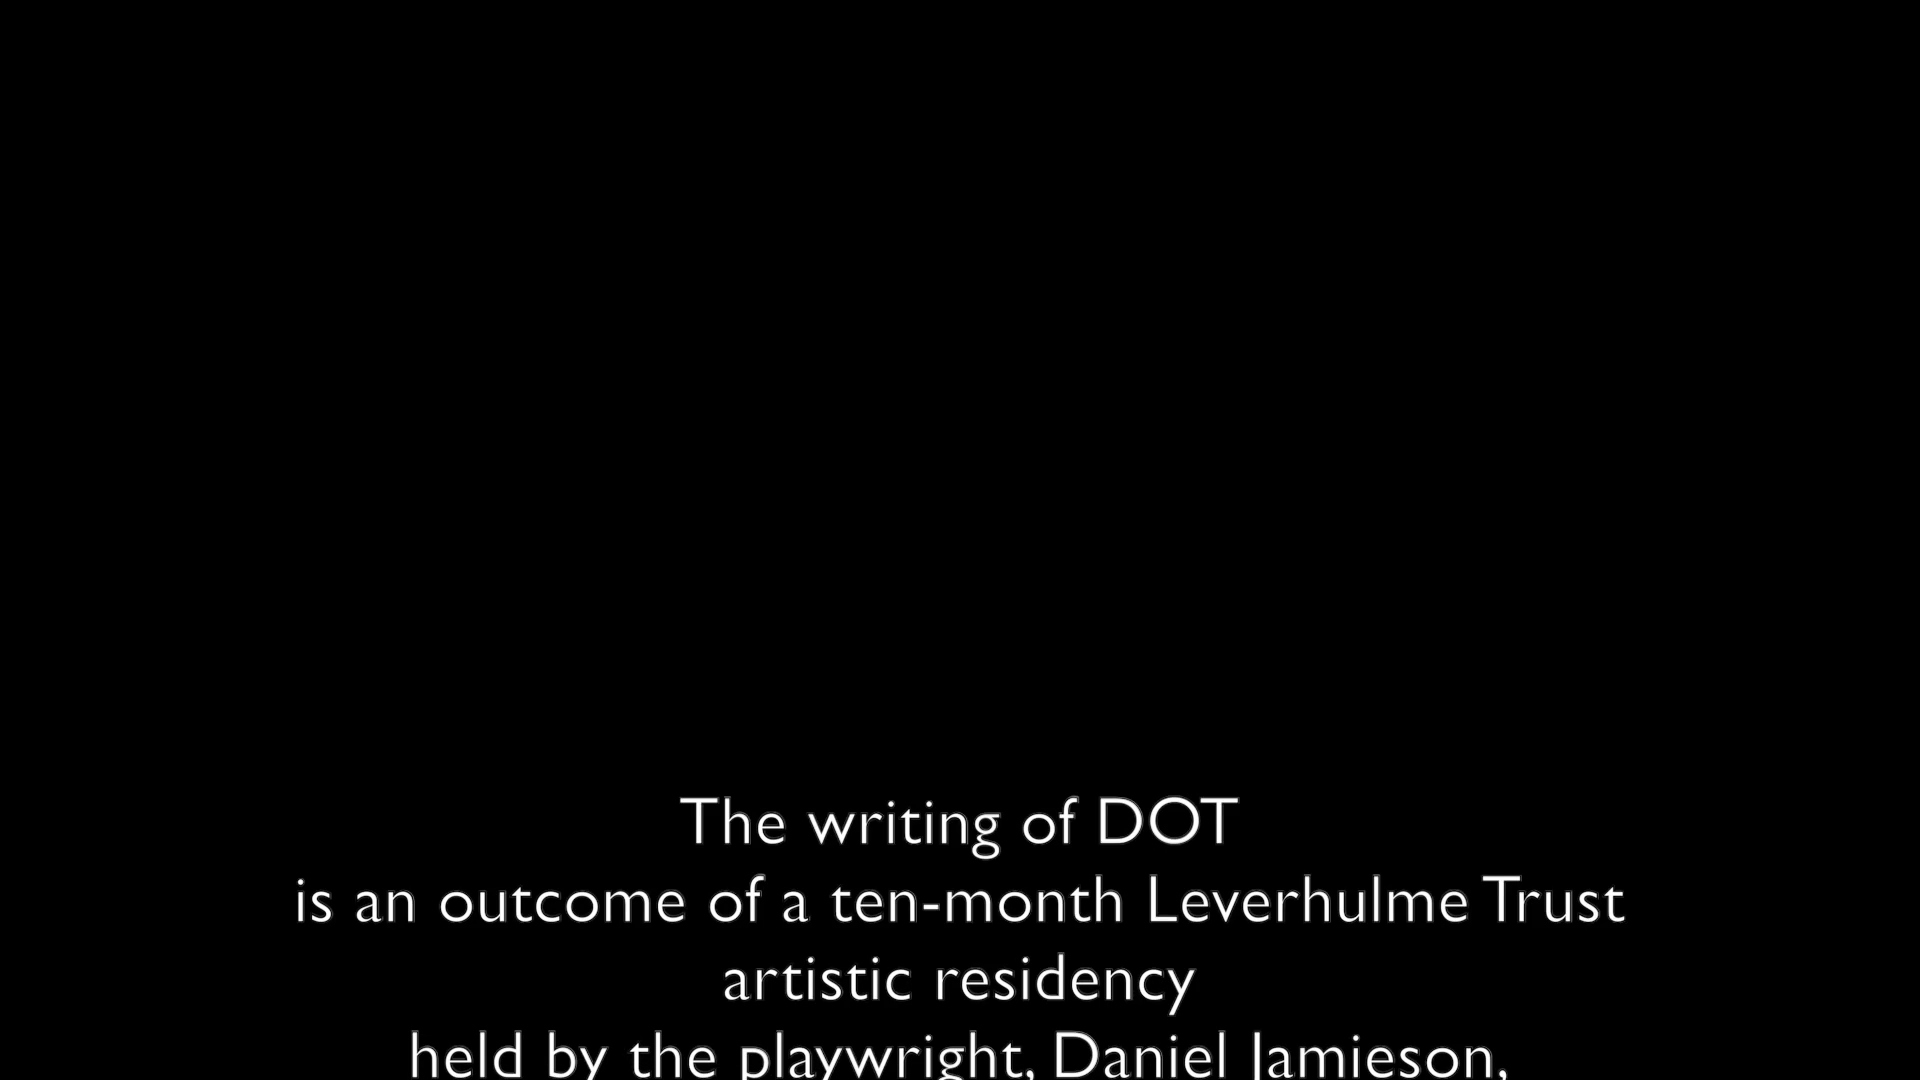 The writing of DOT
is an outcome of a ten-month Leverhulme Trust
artistic residency
held by the playwright, Daniel Jamieson,